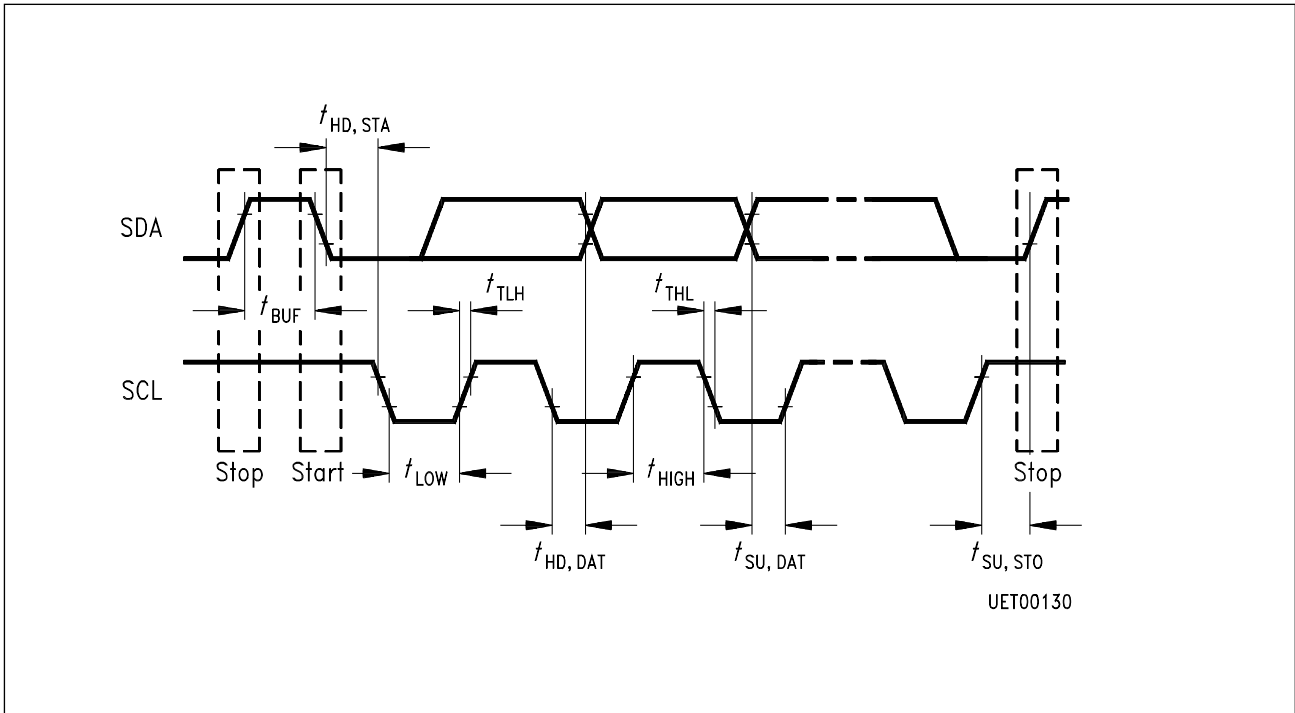 tHD, STA
SDA
tTLH
tTHL
tBUF
SCL
Stop
Start
tLOW
tHIGH
Stop
tHD, DAT
tSU, DAT
tSU, STO
UET00130